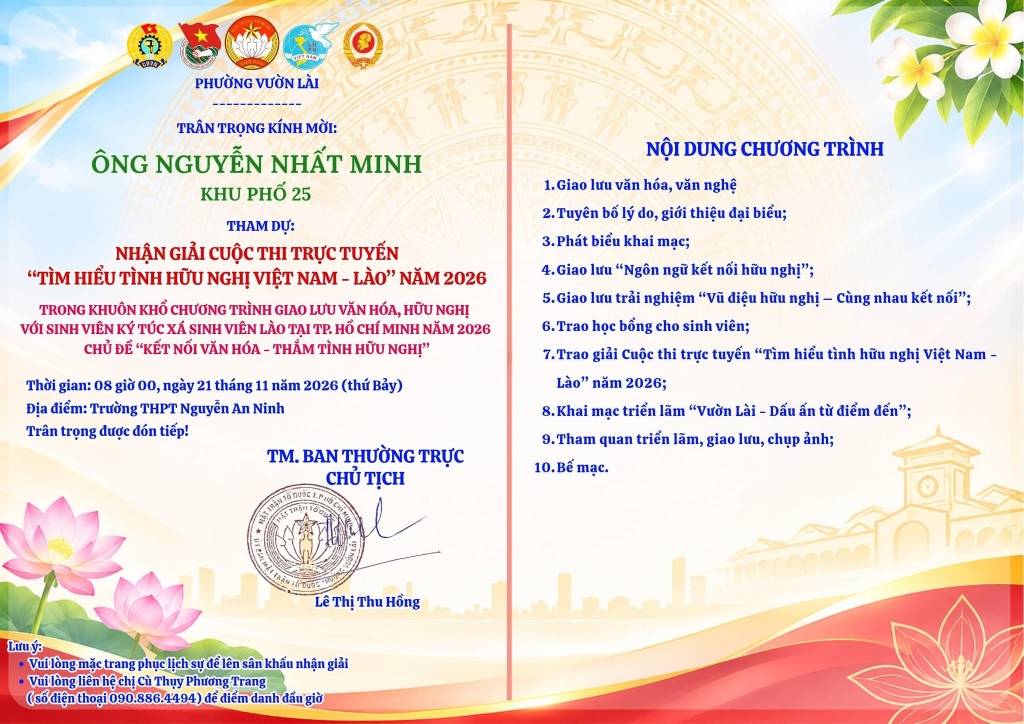 PHƯỜNG VƯỜN LÀI
-------------
TRÂN TRỌNG KÍNH MỜI:
ÔNG NGUYỄN NHẤT MINH
KHU PHỐ 25
THAM DỰ:
NHẬN GIẢI CUỘC THI TRỰC TUYẾN
“TÌM HIỂU TÌNH HỮU NGHỊ VIỆT NAM - LÀO” NĂM 2026
TRONG KHUÔN KHỔ CHƯƠNG TRÌNH GIAO LƯU VĂN HÓA, HỮU NGHỊ
VỚI SINH VIÊN KÝ TÚC XÁ SINH VIÊN LÀO TẠI TP. HỒ CHÍ MINH NĂM 2026
CHỦ ĐỀ “KẾT NỐI VĂN HÓA - THẮM TÌNH HỮU NGHỊ”
Thời gian: 08 giờ 00, ngày 21 tháng 11 năm 2026 (thứ Bảy)
Địa điểm: Trường THPT Nguyễn An Ninh
Trân trọng được đón tiếp!
TM. BAN THƯỜNG TRỰC
CHỦ TỊCH
Lê Thị Thu Hồng
Lưu ý:
• Vui lòng mặc trang phục lịch sự để lên sân khấu nhận giải
• Vui lòng liên hệ chị Cù Thụy Phương Trang
( số điện thoại 090.886.4494) để điểm danh đầu giờ
NỘI DUNG CHƯƠNG TRÌNH
1. Giao lưu văn hóa, văn nghệ
2. Tuyên bố lý do, giới thiệu đại biểu;
3. Phát biểu khai mạc;
4. Giao lưu “Ngôn ngữ kết nối hữu nghị”;
5. Giao lưu trải nghiệm “Vũ điệu hữu nghị – Cùng nhau kết nối”;
6. Trao học bổng cho sinh viên;
7. Trao giải Cuộc thi trực tuyến “Tìm hiểu tình hữu nghị Việt Nam -
Lào” năm 2026;
8. Khai mạc triển lãm “Vườn Lài - Dấu ấn từ điểm đến”;
9. Tham quan triển lãm, giao lưu, chụp ảnh;
10. Bế mạc.